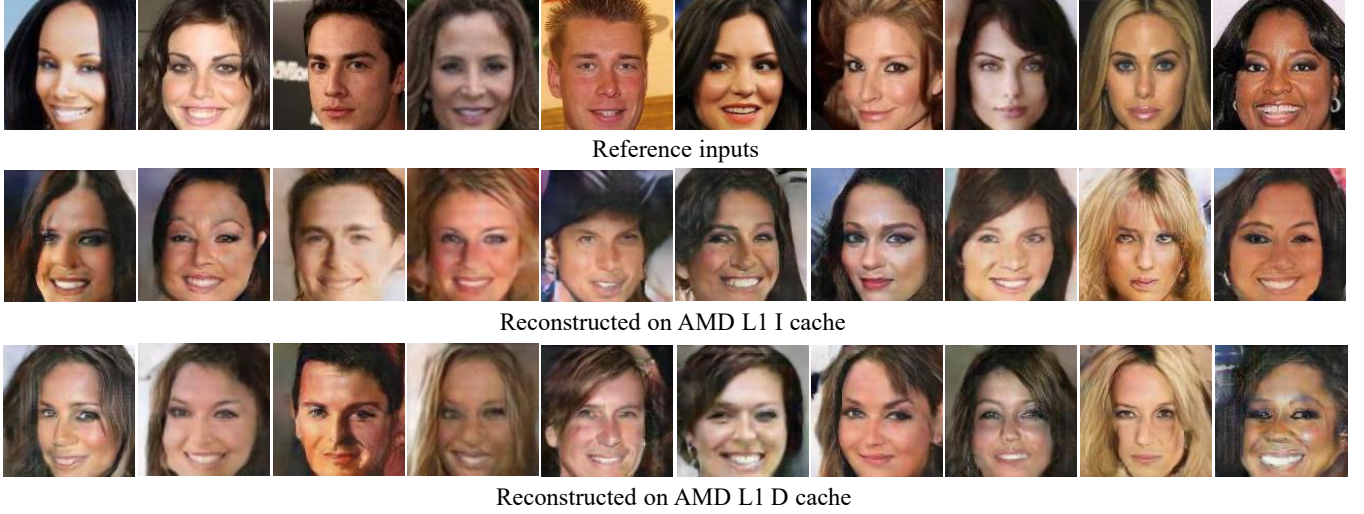 Reference inputs
Reconstructed on AMD L1 I cache
Reconstructed on AMD L1 D cache